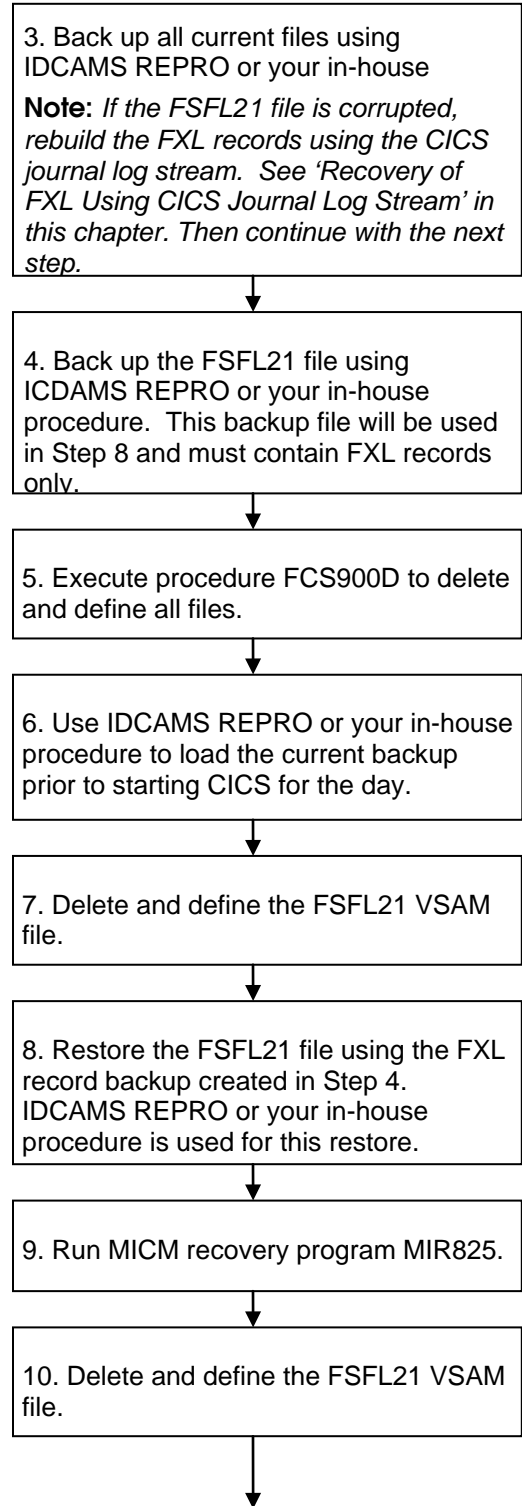 3. Back up all current files using
IDCAMS REPRO or your in-house
Note: If the FSFL21 file is corrupted,
rebuild the FXL records using the CICS
journal log stream. See ‘Recovery of
FXL Using CICS Journal Log Stream’ in
this chapter. Then continue with the next
step.
4. Back up the FSFL21 file using
ICDAMS REPRO or your in-house
procedure. This backup file will be used
in Step 8 and must contain FXL records
only.
5. Execute procedure FCS900D to delete
and define all files.
6. Use IDCAMS REPRO or your in-house
procedure to load the current backup
prior to starting CICS for the day.
7. Delete and define the FSFL21 VSAM
file.
8. Restore the FSFL21 file using the FXL
record backup created in Step 4.
IDCAMS REPRO or your in-house
procedure is used for this restore.
9. Run MICM recovery program MIR825.
10. Delete and define the FSFL21 VSAM
file.